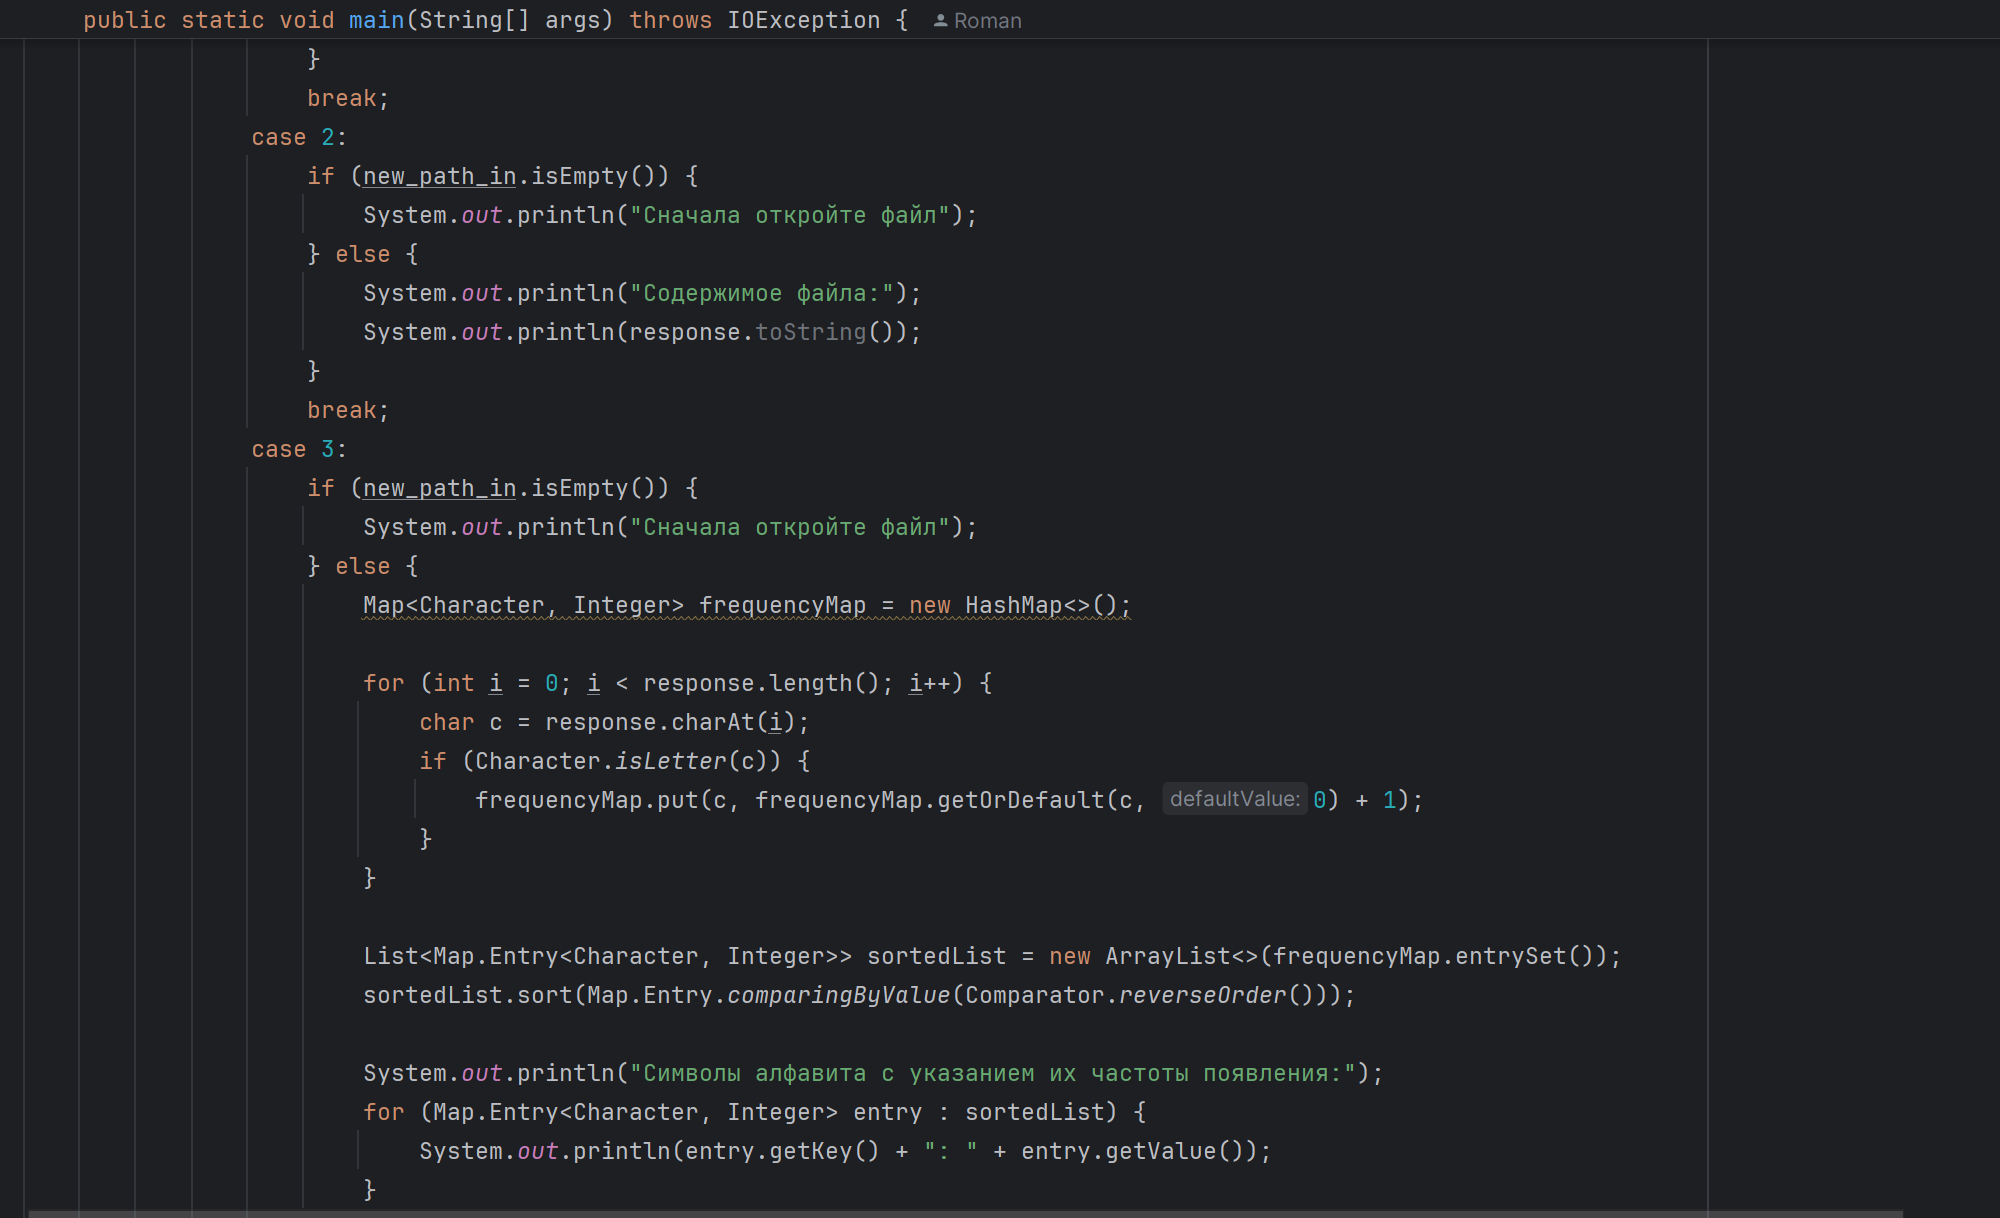 public static void main(String[] args) throws IOException { Roman
}
break;
case 2:
if (new_path_in.isEmpty()) {
System.out.println("Сначала откройте файл");
} else {
System.out.println("Содержимое файла:");
System.out.println(response.toString());
}
break;
case 3:
if (new_path_in.isEmpty()) {
System.out.println("Сначала откройте файл");
} else {
Map<Character, Integer> frequencyMap = new HashMap<>();
for (int i = 0; i < response.length(); i++) {
char c = response.charAt(i);
if (Character.isLetter(c)) {
frequencyMap.put(c, frequencyMap.getOrDefault(c, defaultValue: 0) + 1);
}
}
List<Map.Entry<Character, Integer>> sortedList = new ArrayList<>(frequencyMap.entrySet());
sortedList.sort(Map.Entry.comparingByValue(Comparator.reverseOrder()));
System.out.println("Символы алфавита с указанием их частоты появления:");
for (Map.Entry<Character, Integer> entry : sortedList) {
System.out.println(entry.getKey() + ": " + entry.getValue());
}